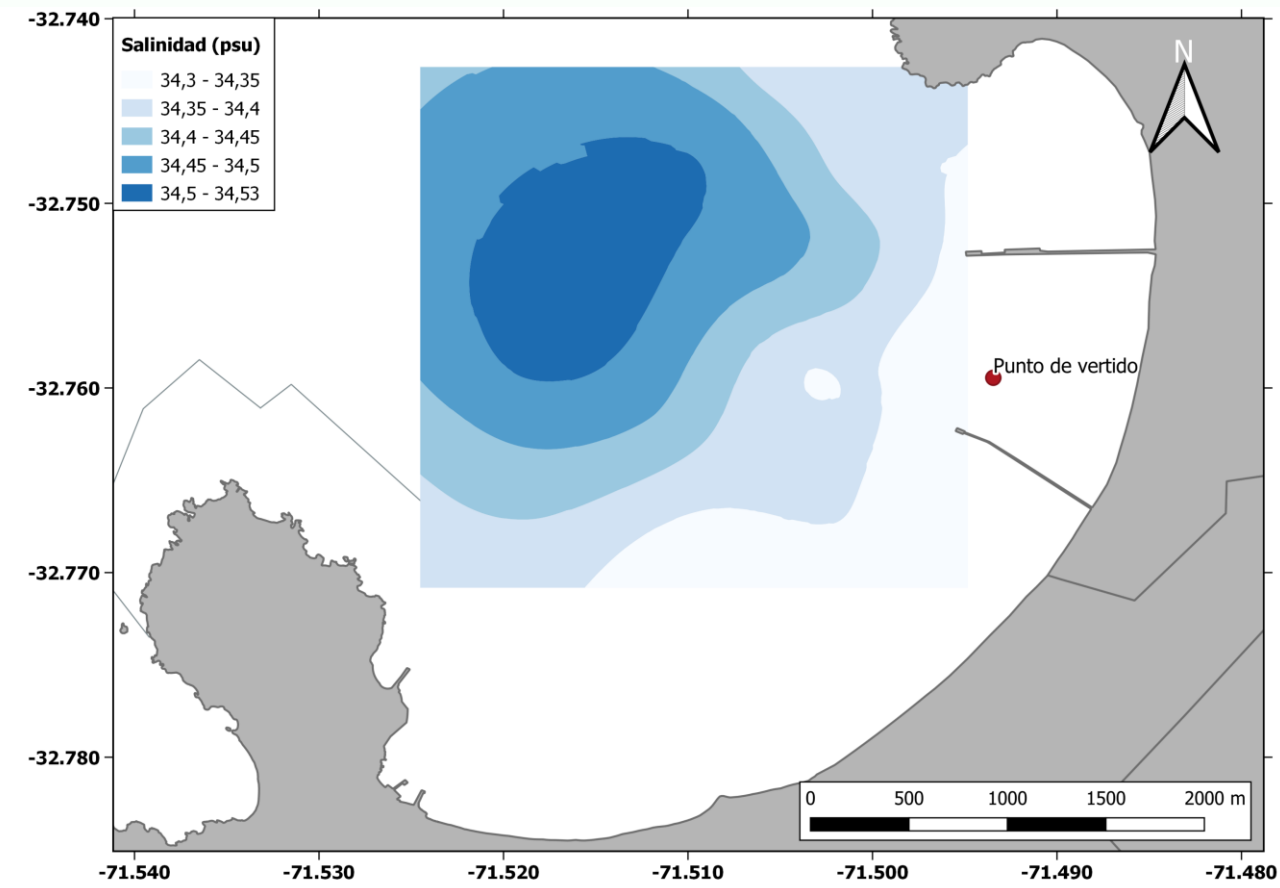 -32.740
Salinidad (psu)
34,3 - 34,35
34,35 - 34,4
34,4 - 34,45
34,45 - 34,5
34,5 - 34,53
N
-32.750
-32.760
Punto de vertido
-32.770
-32.780
0 500 1000 1500 2000 m
-71.540 -71.530 -71.520 -71.510 -71.500 -71.490 -71.480